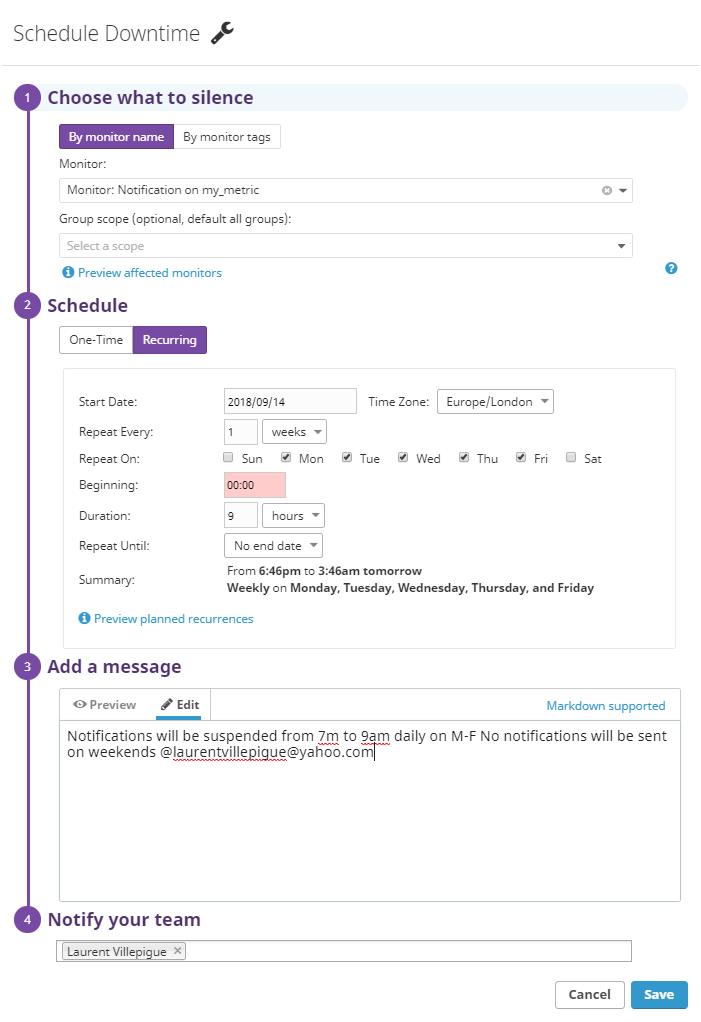 Schedule Downtime
1 Choose what to silence
By monitor name By monitor tags
Monitor:
Monitor: Notification on my_metric
Group scope (optional, default all groups):
Select a scope
Preview affected monitors ?
2 Schedule
One-Time Recurring
Start Date: 2018/09/14 Time Zone: Europe/London
Repeat Every: 1 weeks
Repeat On: Sun Mon Tue Wed Thu Fri Sat
Beginning: 00:00
Duration: 9 hours
Repeat Until: No end date
Summary: From 6:46pm to 3:46am tomorrow
Weekly on Monday, Tuesday, Wednesday, Thursday, and Friday
Preview planned recurrences
3 Add a message
Preview Edit Markdown supported
Notifications will be suspended from 7m to 9am daily on M-F No notifications will be sent
on weekends @laurentvillepigue@yahoo.com
4 Notify your team
Laurent Villepigue ×
Cancel Save